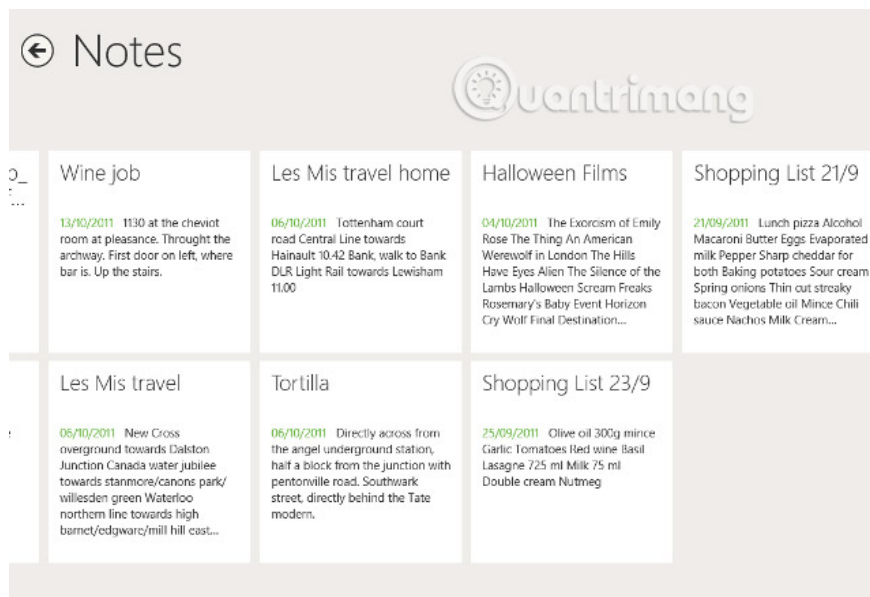 Notes
Quantrimang
Wine job
13/10/2011 1130 at the cheviot
room at pleasance. Throught the
archway. First door on left, where
bar is. Up the stairs.
Les Mis travel home
06/10/2011 Tottenham court
road Central Line towards
Hainault 10.42 Bank, walk to Bank
DLR Light Rail towards Lewisham
11.00
Halloween Films
04/10/2011 The Exorcism of Emily
Rose The Thing An American
Werewolf in London The Hills
Have Eyes Alien The Silence of the
Lambs Halloween Scream Freaks
Rosemary's Baby Event Horizon
Cry Wolf Final Destination...
Shopping List 21/9
21/09/2011 Lunch pizza Alcohol
Macaroni Butter Eggs Evaporated
milk Pepper Sharp cheddar for
both Baking potatoes Sour cream
Spring onions Thin cut streaky
bacon Vegetable oil Mince Chili
sauce Nachos Milk Cream...
Les Mis travel
06/10/2011 New Cross
overground towards Dalston
Junction Canada water jubilee
towards stanmore/canons park/
willesden green Waterloo
northern line towards high
barnet/edgware/mill hill east...
Tortilla
06/10/2011 Directly across from
the angel underground station,
half a block from the junction with
pentonville road. Southwark
street, directly behind the Tate
modern.
Shopping List 23/9
25/09/2011 Olive oil 300g mince
Garlic Tomatoes Red wine Basil
Lasagne 725 ml Milk 75 ml
Double cream Nutmeg